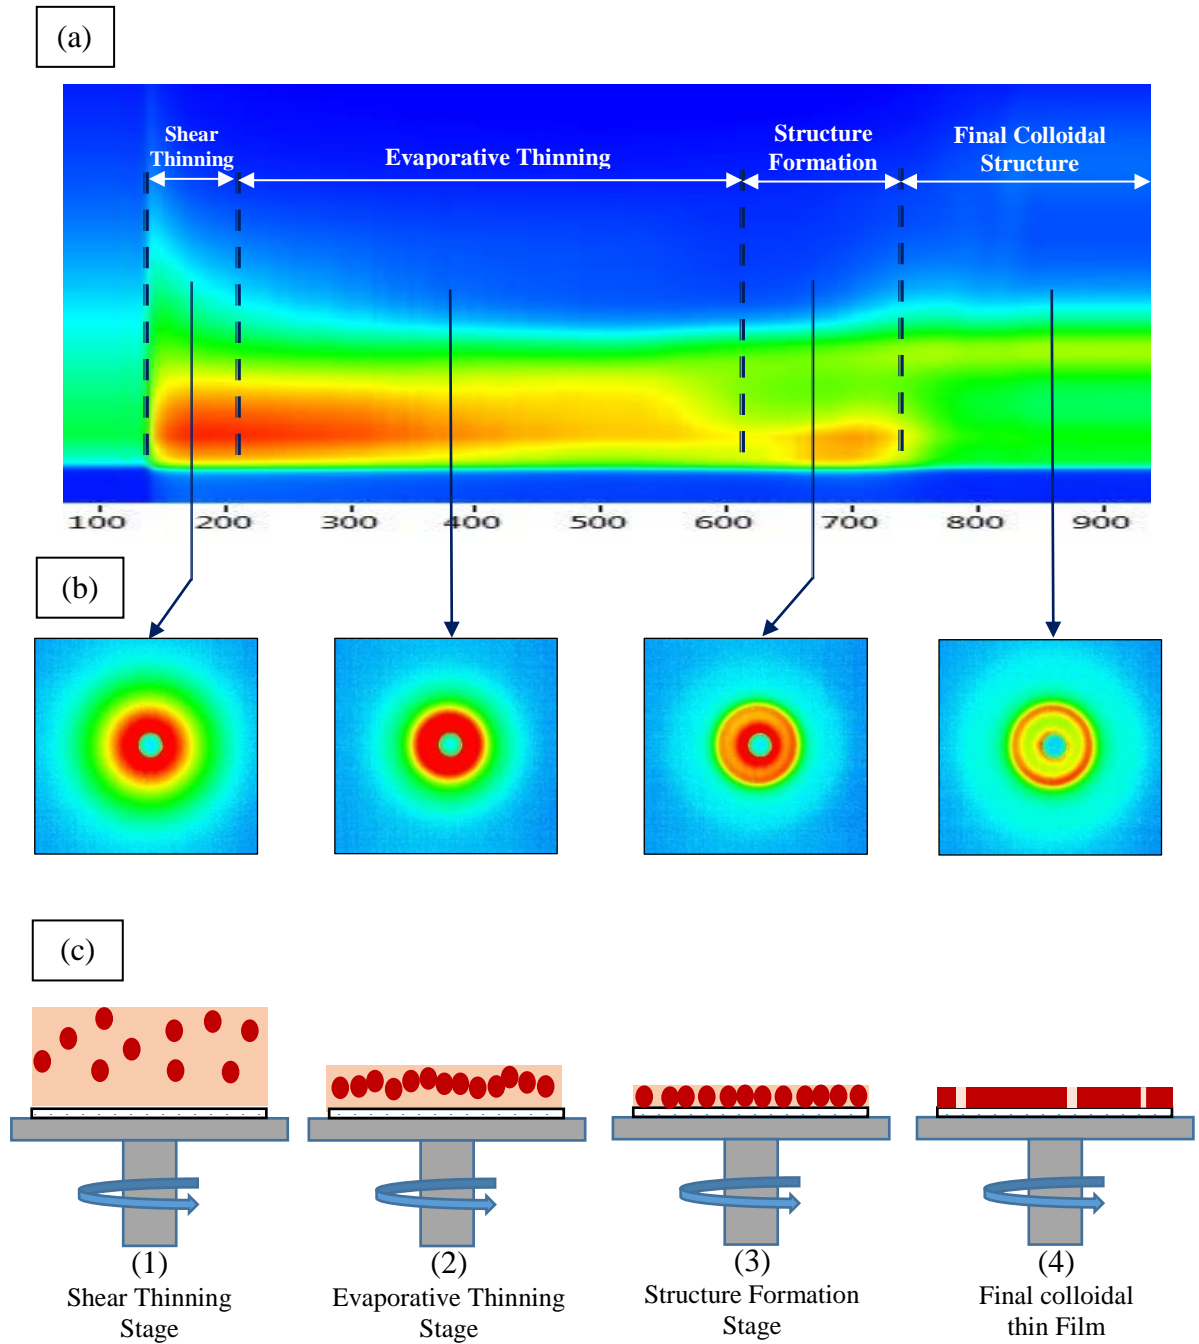 (a)
Shear
Thinning
Evaporative Thinning
Structure
Formation
Final Colloidal
Structure
100 200 300 400 500 600 700 800 900
(b)
(c)
(1)
Shear Thinning
Stage
(2)
Evaporative Thinning
Stage
(3)
Structure Formation
Stage
(4)
Final colloidal
thin Film